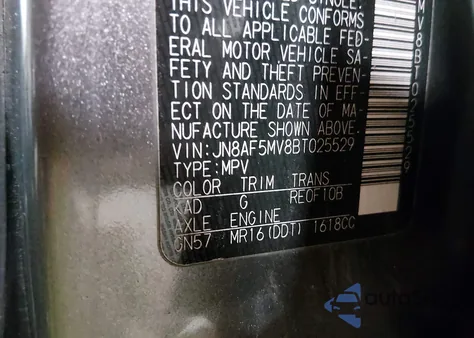 THIS VEHICLE CONFORMS
TO ALL APPLICABLE FED-
ERAL MOTOR VEHICLE SA-
FETY AND THEFT PREVEN-
TION STANDARDS IN EFF-
ECT ON THE DATE OF MA-
NUFACTURE SHOWN ABOVE.
VIN: JN8AF5MV8BT025529
TYPE: MPV
COLOR TRIM TRANS
KAD G RE0F10B
AXLE ENGINE
GN57 MR16(DDT) 1618CC